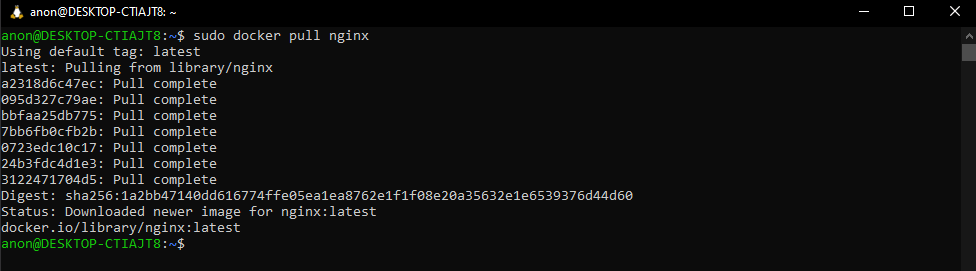 anon@DESKTOP-CTIAJT8: ~
anon@DESKTOP-CTIAJT8:~$ sudo docker pull nginx
Using default tag: latest
latest: Pulling from library/nginx
a2318d6c47ec: Pull complete
095d327c79ae: Pull complete
bbfaa25db775: Pull complete
7bb6fb0cfb2b: Pull complete
0723edc10c17: Pull complete
24b3fdc4d1e3: Pull complete
3122471704d5: Pull complete
Digest: sha256:1a2bb47140dd616774ffe05ea1ea8762e1f1f08e20a35632e1e6539376d44d60
Status: Downloaded newer image for nginx:latest
docker.io/library/nginx:latest
anon@DESKTOP-CTIAJT8:~$